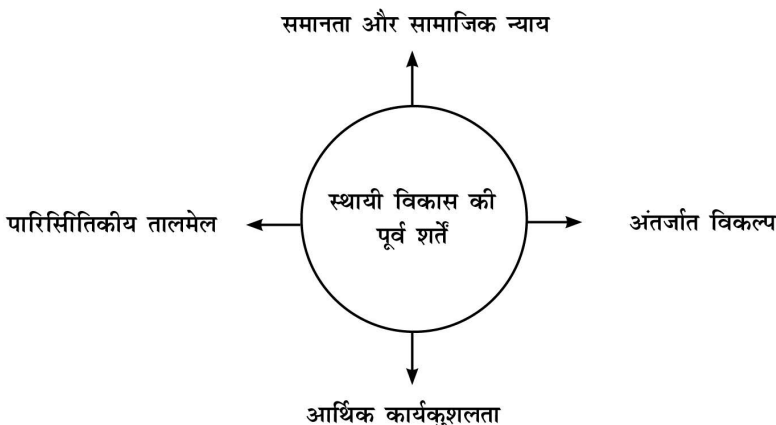 समानता और सामाजिक न्याय
स्थायी विकास की
पूर्व शर्तें
पारिसिीतिकीय तालमेल
अंतर्जात विकल्प
आर्थिक कार्यकुशलता